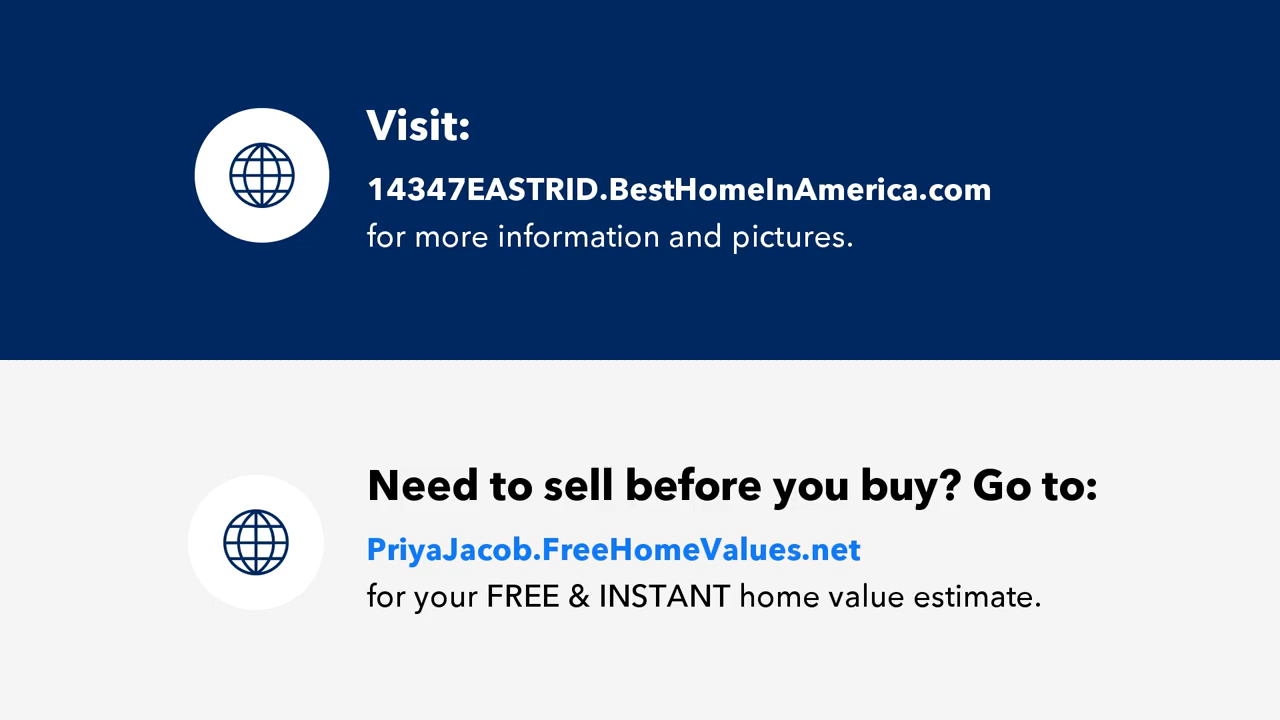 Visit:
14347EASTRID.BestHomeInAmerica.com
for more information and pictures.
Need to sell before you buy? Go to:
PriyaJacob.FreeHomeValues.net
for your FREE & INSTANT home value estimate.